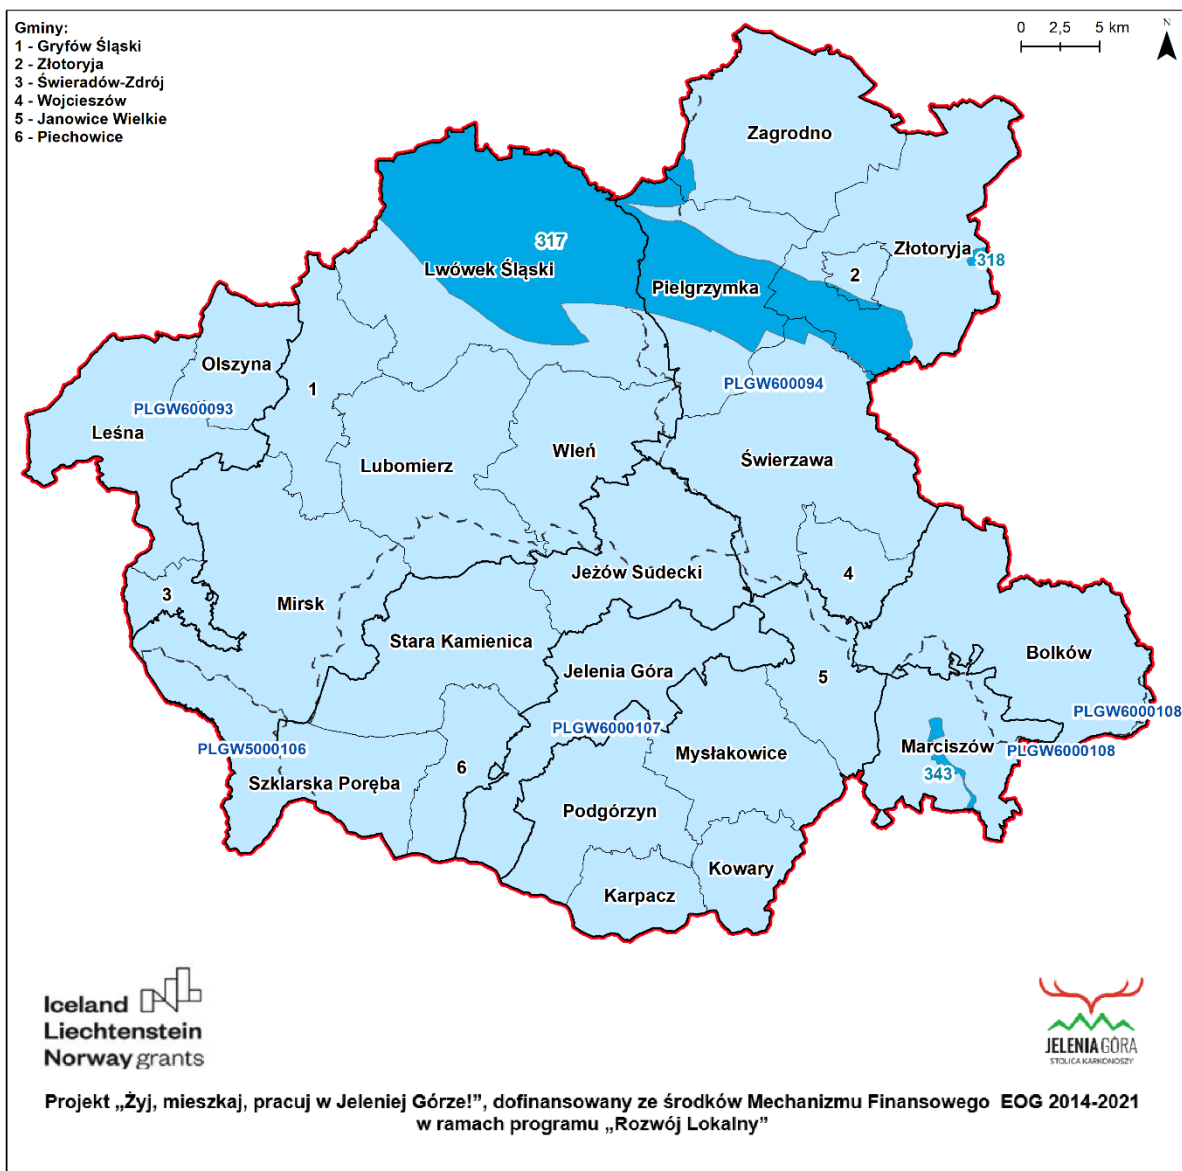 Gminy:
1 - Gryfów Śląski
2 - Złotoryja
3 - Świeradów-Zdrój
4 - Wojcieszów
5 - Janowice Wielkie
6 - Piechowice
0 2,5 5 km
N
Zagrodno
Złotoryja
318
2
317
Lwówek Śląski
Pielgrzymka
Olszyna
1
PLGW600093
PLGW600094
Leśna
Lubomierz
Wleń
Świerzawa
3
Mirsk
Jeżów Sudecki
4
Stara Kamienica
Jelenia Góra
5
Bolków
PLGW6000107
PLGW6000108
PLGW5000106
Mysłakowice
Marciszów
PLGW6000108
343
Szklarska Poręba
6
Podgórzyn
Kowary
Karpacz
Iceland
Liechtenstein
Norway grants
JELENIA GÓRA
STOLICA KARKONOSZY
Projekt „Żyj, mieszkaj, pracuj w Jeleniej Górze!”, dofinansowany ze środków Mechanizmu Finansowego EOG 2014-2021
w ramach programu „Rozwój Lokalny”